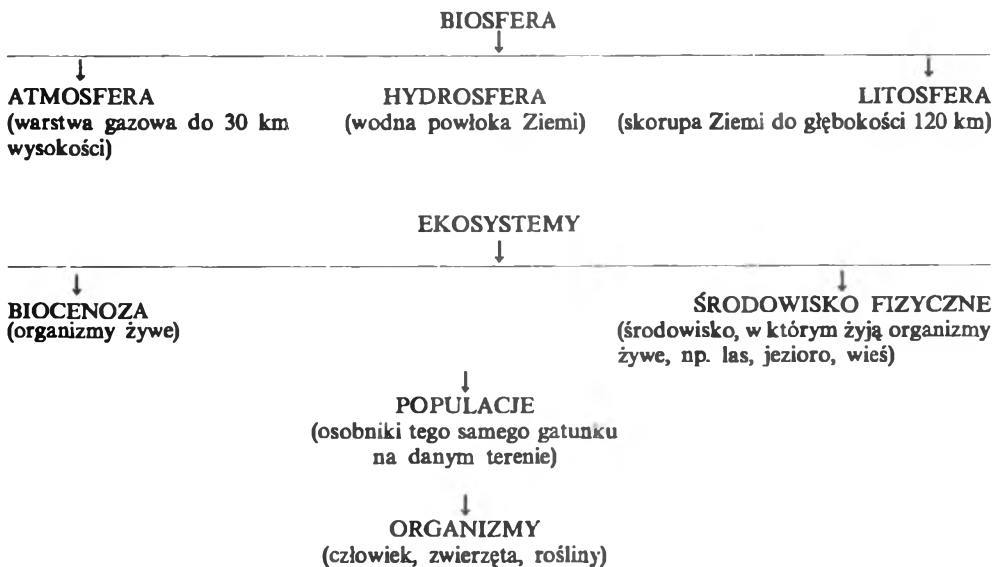 BIOSFERA
ATMOSFERA
(warstwa gazowa do 30 km
wysokości)
HYDROSFERA
(wodna powłoka Ziemi)
LITOSFERA
(skorupa Ziemi do głębokości 120 km)
EKOSYSTEMY
BIOCENOZA
(organizmy żywe)
ŚRODOWISKO FIZYCZNE
(środowisko, w którym żyją organizmy
żywe, np. las, jezioro, wieś)
POPULACJE
(osobniki tego samego gatunku
na danym terenie)
ORGANIZMY
(człowiek, zwierzęta, rośliny)